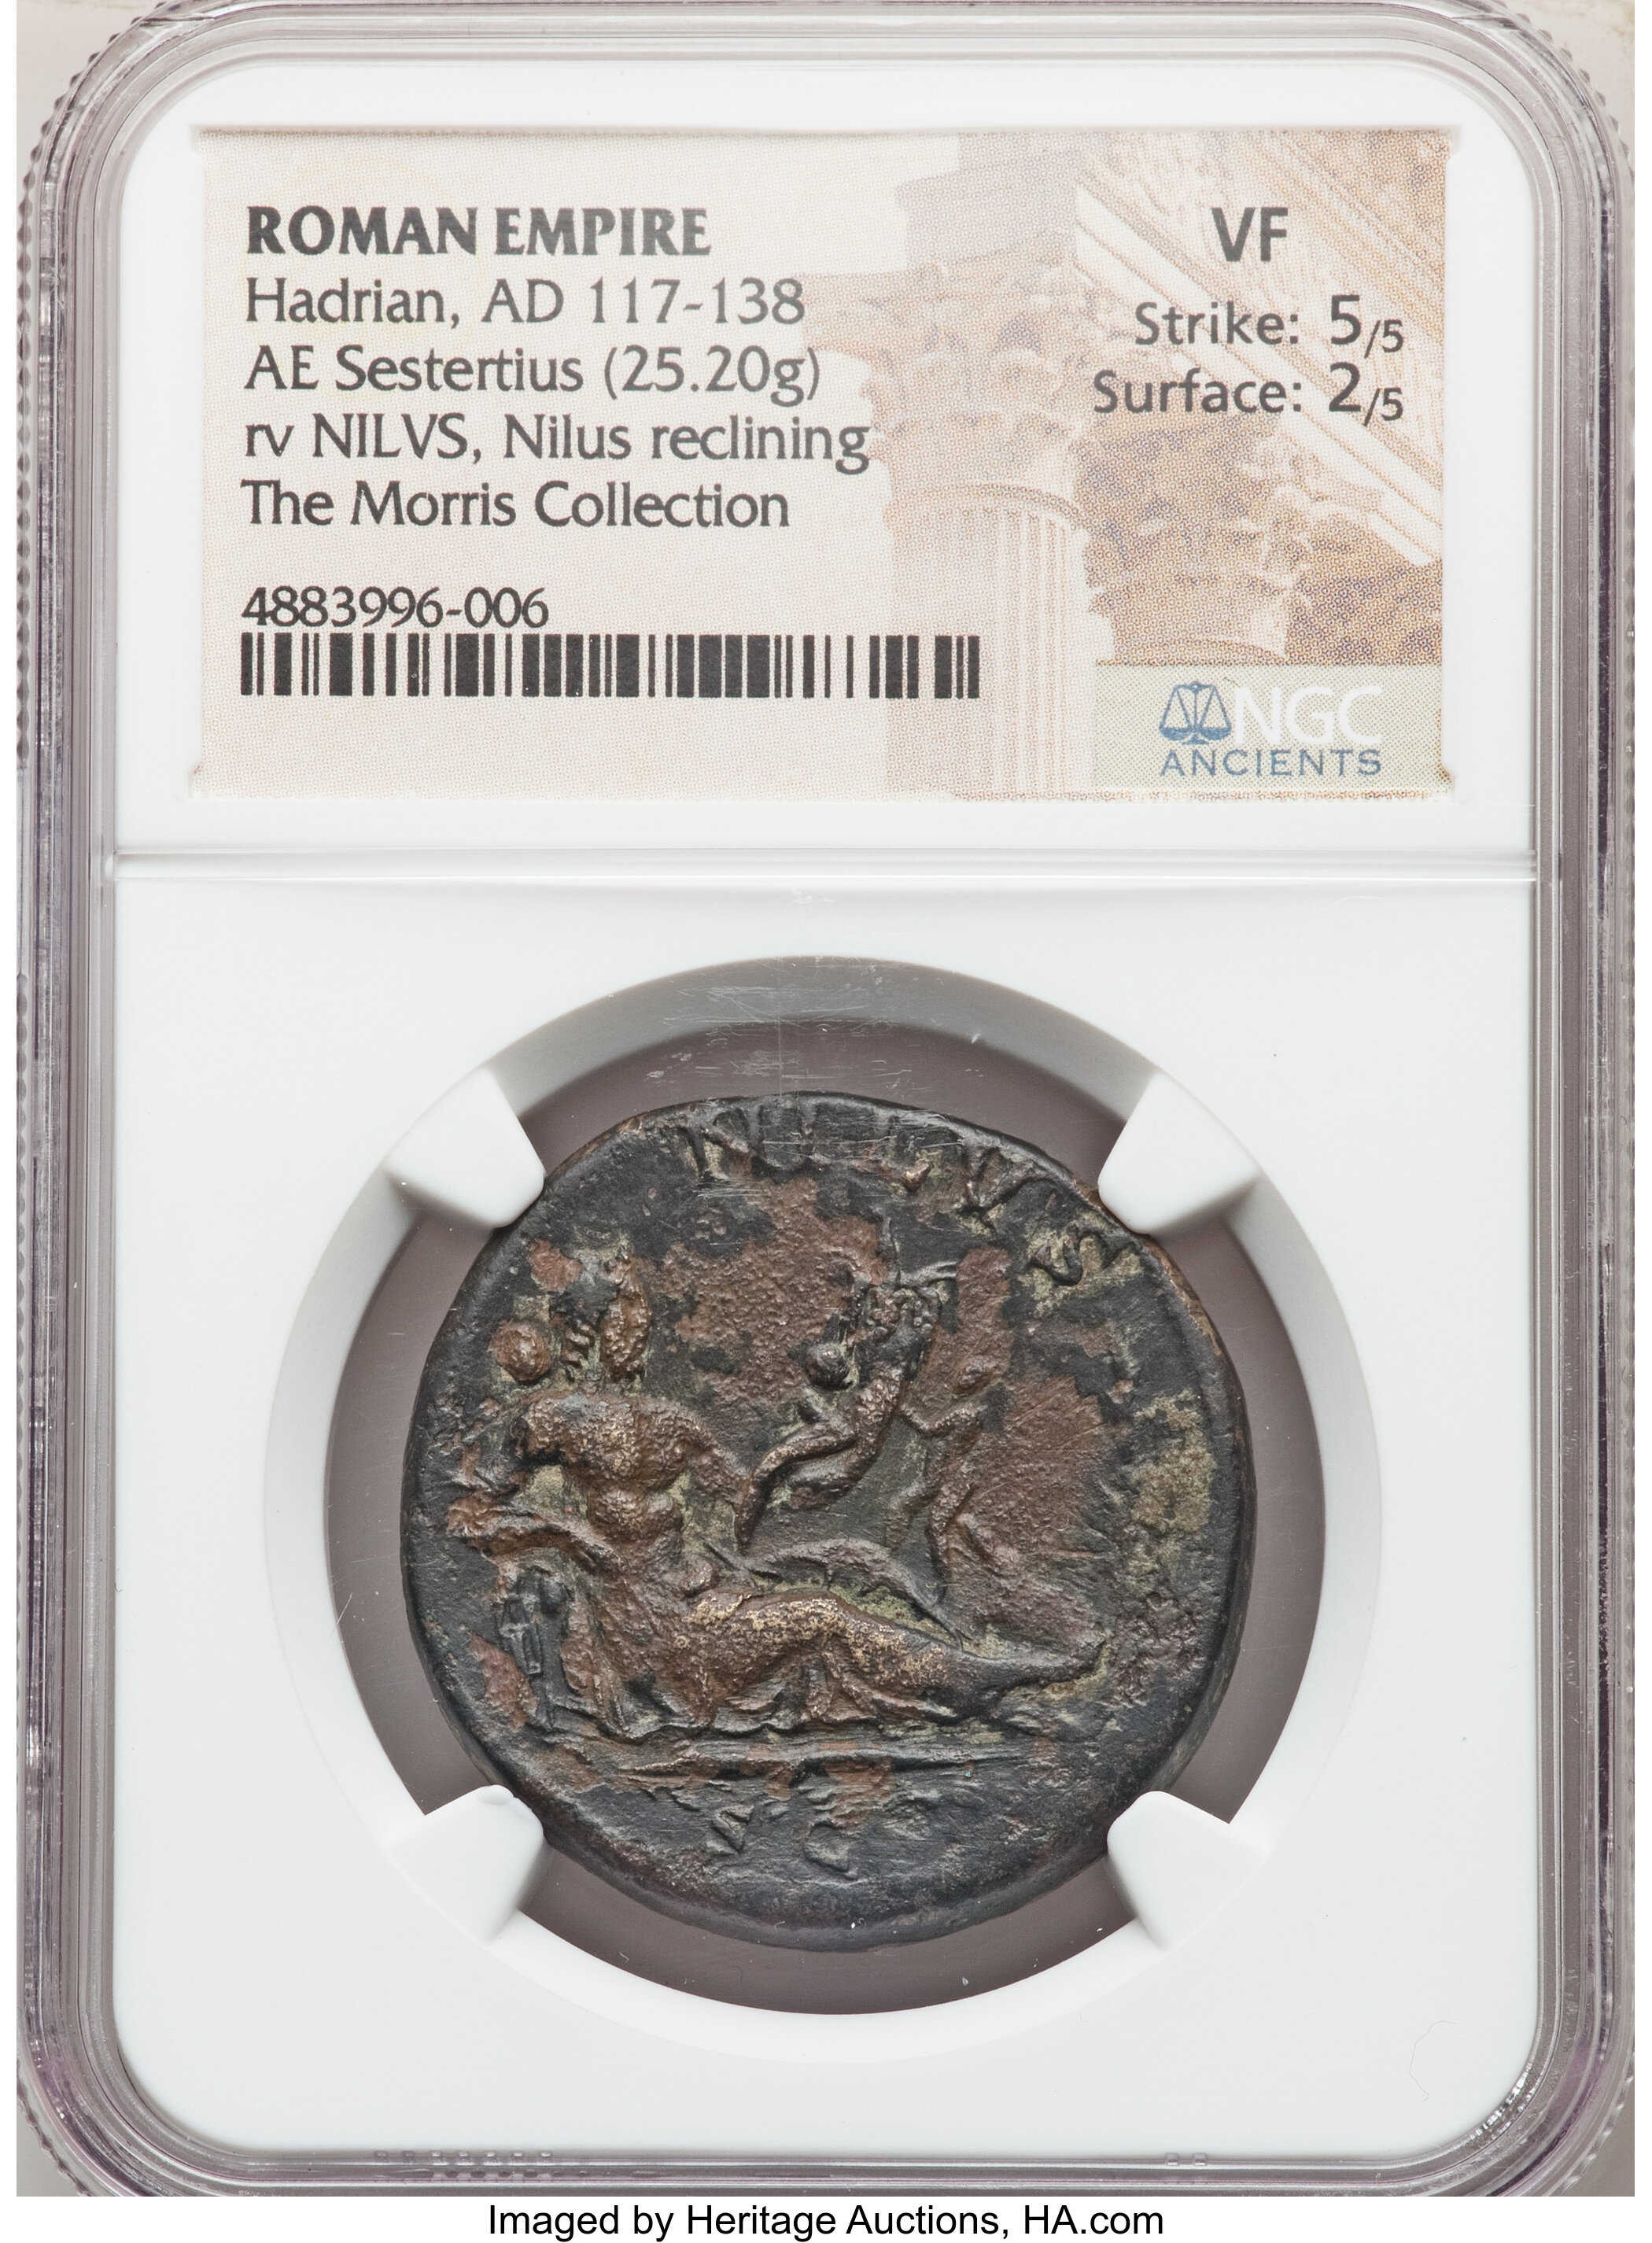 ROMAN EMPIRE
Hadrian, AD 117-138
AE Sestertius (25.20g)
rv NILVS, Nilus reclining
The Morris Collection
4883996-006
VF
Strike: 5/5
Surface: 2/5
NGC
ANCIENTS
NILVS
Imaged by Heritage Auctions, HA.com